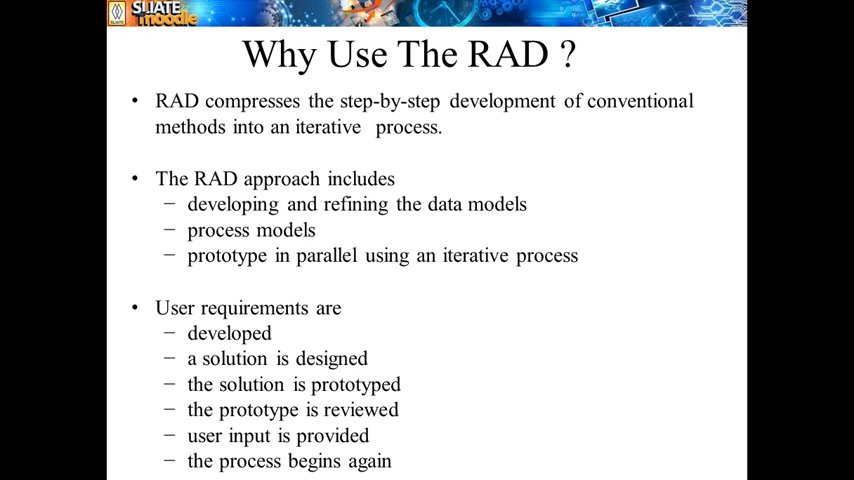 SLIATE
moodle
SLIATE
Why Use The RAD ?
• RAD compresses the step-by-step development of conventional
methods into an iterative process.
• The RAD approach includes
– developing and refining the data models
– process models
– prototype in parallel using an iterative process
• User requirements are
– developed
– a solution is designed
– the solution is prototyped
– the prototype is reviewed
– user input is provided
– the process begins again